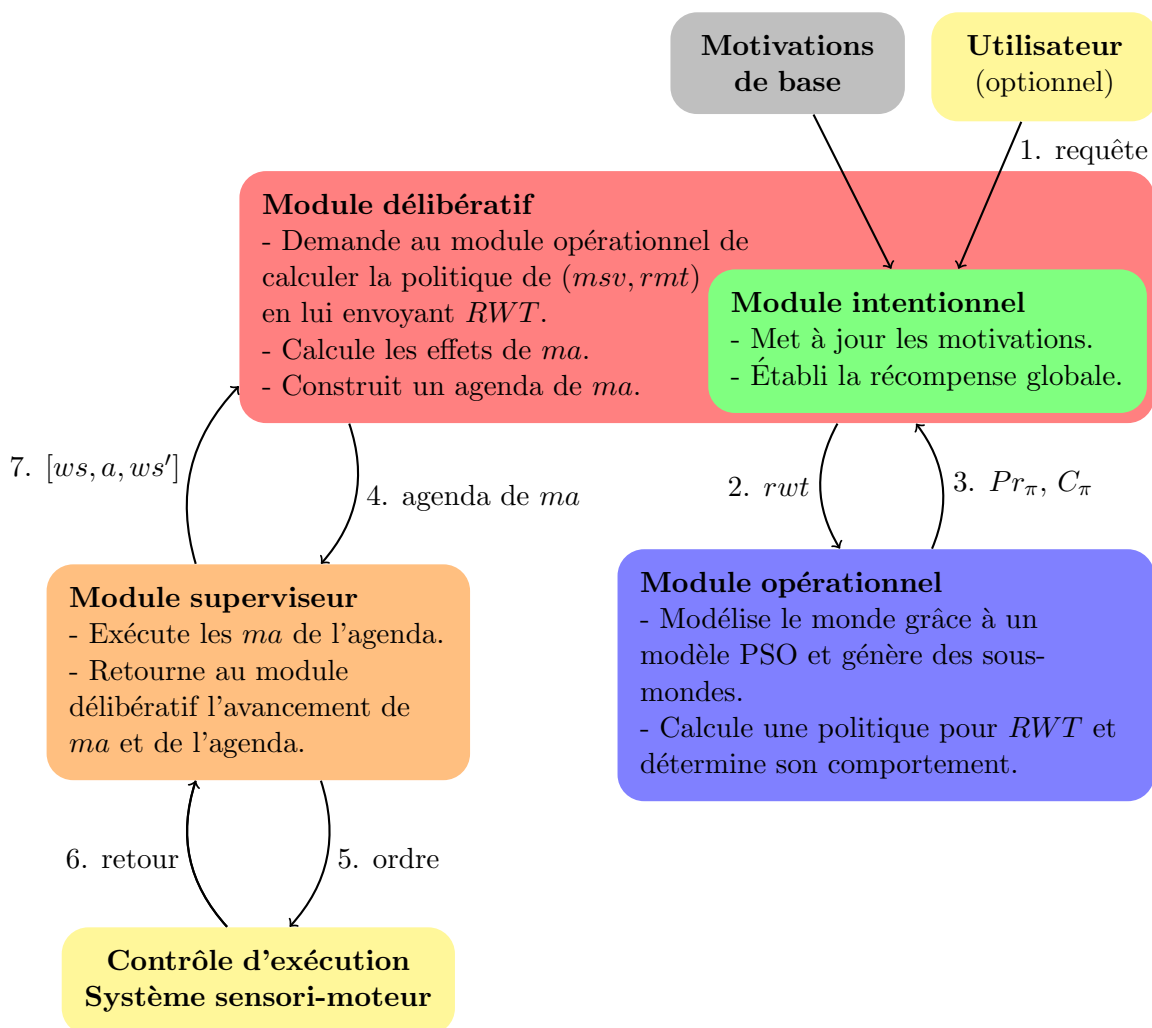 Motivations
de base
Utilisateur
(optionnel)
1. requête
Module délibératif
- Demande au module opérationnel de
calculer la politique de (msv, rmt)
en lui envoyant RWT.
- Calcule les effets de ma.
- Construit un agenda de ma.
Module intentionnel
- Met à jour les motivations.
- Établi la récompense globale.
7. [ws, a, ws′]
4. agenda de ma
2. rwt
3. Prπ, Cπ
Module superviseur
- Exécute les ma de l'agenda.
- Retourne au module
délibératif l'avancement de
ma et de l'agenda.
Module opérationnel
- Modélise le monde grâce à un
modèle PSO et génère des sous-
mondes.
- Calcule une politique pour RWT et
détermine son comportement.
6. retour
5. ordre
Contrôle d'exécution
Système sensori-moteur